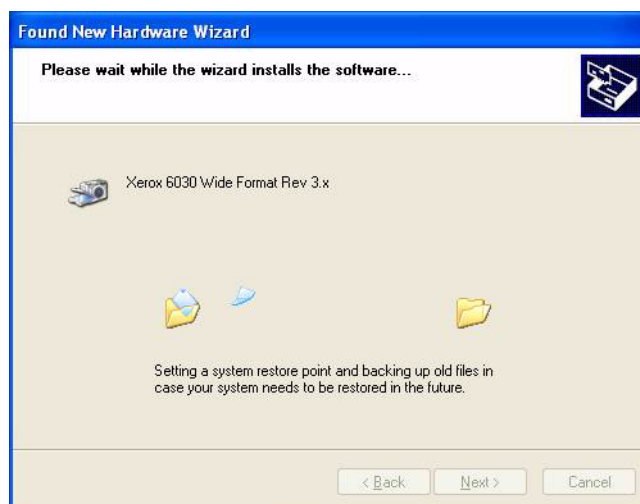 Found New Hardware Wizard
Please wait while the wizard installs the software...
Xerox 6030 Wide Format Rev 3.x
Setting a system restore point and backing up old files in
case your system needs to be restored in the future.
< Back
Next >
Cancel